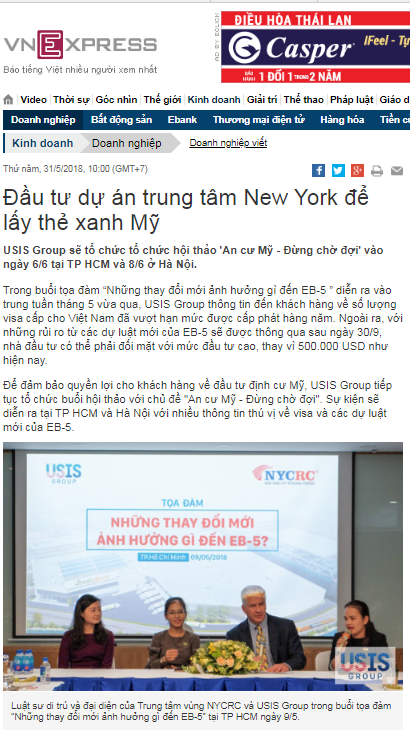 VNEXPRESS
Báo tiếng Việt nhiều người xem nhất
AD BY ECLICK
ĐIỀU HÒA THÁI LAN
Casper
iFeel - Tự
BẢO HÀNH 1 ĐỔI 1 TRONG 2 NĂM
Video Thời sự Góc nhìn Thế giới Kinh doanh Giải trí Thể thao Pháp luật Giáo d
Doanh nghiệp Bất động sản Ebank Thương mại điện tử Hàng hóa Tiền c
Kinh doanh Doanh nghiệp Doanh nghiệp viết
Thứ năm, 31/5/2018, 10:00 (GMT+7)
Đầu tư dự án trung tâm New York để
lấy thẻ xanh Mỹ
USIS Group sẽ tổ chức tổ chức hội thảo 'An cư Mỹ - Đừng chờ đợi' vào
ngày 6/6 tại TP HCM và 8/6 ở Hà Nội.
Trong buổi tọa đàm “Những thay đổi mới ảnh hưởng gì đến EB-5 ” diễn ra vào
trung tuần tháng 5 vừa qua, USIS Group thông tin đến khách hàng về số lượng
visa cấp cho Việt Nam đã vượt hạn mức được cấp phát hàng năm. Ngoài ra, với
những rủi ro từ các dự luật mới của EB-5 sẽ được thông qua sau ngày 30/9,
nhà đầu tư có thể phải đối mặt với mức đầu tư cao, thay vì 500.000 USD như
hiện nay.
Để đảm bảo quyền lợi cho khách hàng về đầu tư định cư Mỹ, USIS Group tiếp
tục tổ chức buổi hội thảo với chủ đề "An cư Mỹ - Đừng chờ đợi". Sự kiện sẽ
diễn ra tại TP HCM và Hà Nội với nhiều thông tin thú vị về visa và các dự luật
mới của EB-5.
USIS
GROUP
NYCRC
TỌA ĐÀM
NHỮNG THAY ĐỔI MỚI
ẢNH HƯỞNG GÌ ĐẾN EB-5?
TP.Hồ Chí Minh 09/05/2018
USIS
GROUP
Luật sư di trú và đại diện của Trung tâm vùng NYCRC và USIS Group trong buổi tọa đàm
“Những thay đổi mới ảnh hưởng gì đến EB-5” tại TP HCM ngày 9/5.